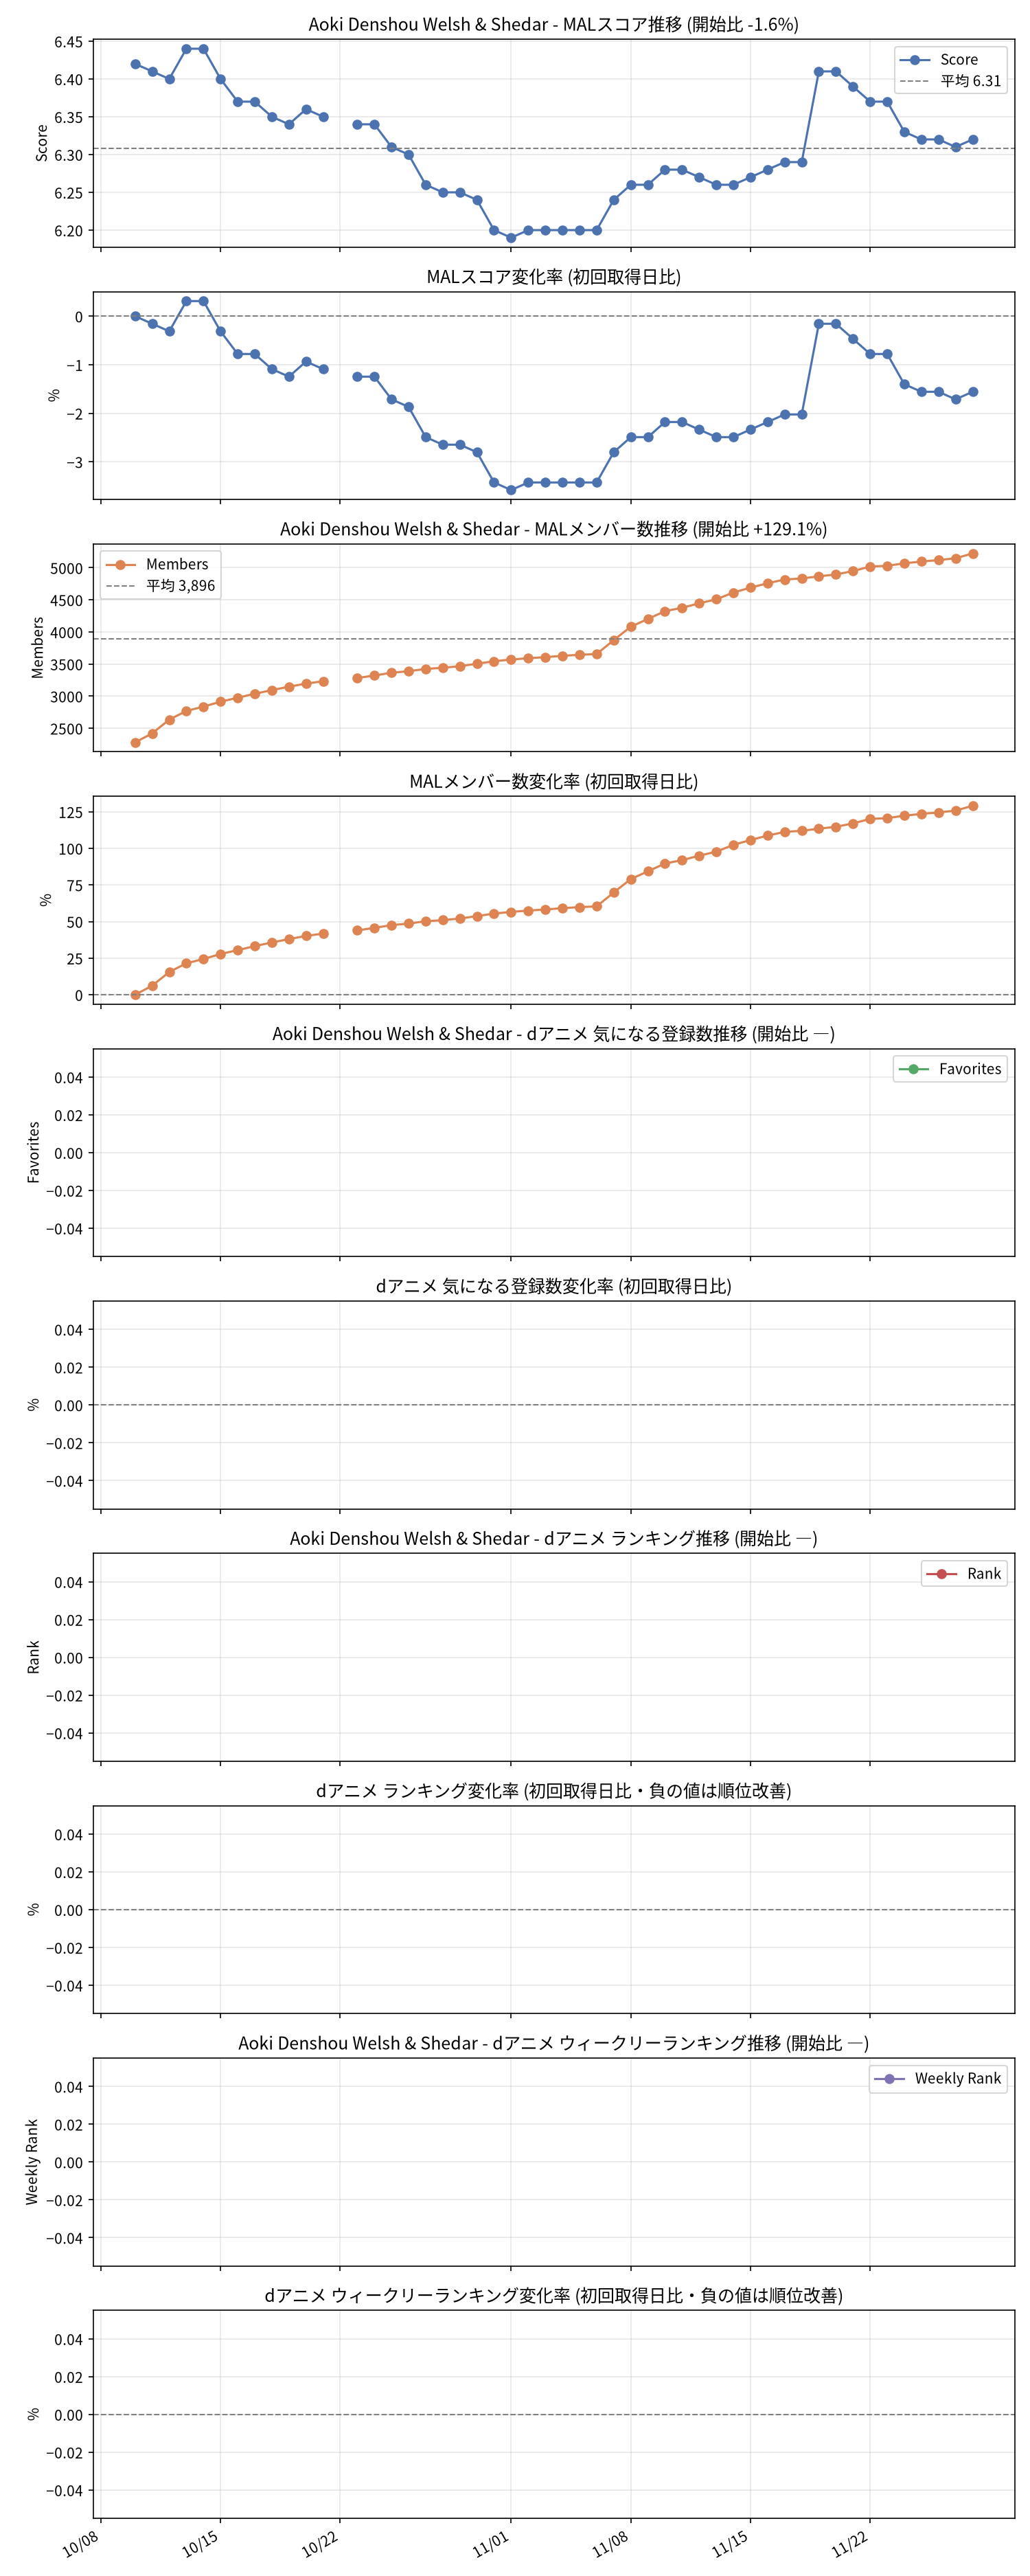 Aoki Denshou Welsh & Shedar - MALスコア推移 (開始比 -1.6%)
6.45
6.40
6.35
6.30
6.25
6.20
Score
Score
平均 6.31
MALスコア変化率 (初回取得日比)
0
−1
−2
−3
%
Aoki Denshou Welsh & Shedar - MALメンバー数推移 (開始比 +129.1%)
5000
4500
4000
3500
3000
2500
Members
Members
平均 3,896
MALメンバー数変化率 (初回取得日比)
125
100
75
50
25
0
%
Aoki Denshou Welsh & Shedar - dアニメ 気になる登録数推移 (開始比 —)
0.04
0.02
0.00
−0.02
−0.04
Favorites
Favorites
dアニメ 気になる登録数変化率 (初回取得日比)
0.04
0.02
0.00
−0.02
−0.04
%
Aoki Denshou Welsh & Shedar - dアニメ ランキング推移 (開始比 —)
0.04
0.02
0.00
−0.02
−0.04
Rank
Rank
dアニメ ランキング変化率 (初回取得日比・負の値は順位改善)
0.04
0.02
0.00
−0.02
−0.04
%
Aoki Denshou Welsh & Shedar - dアニメ ウィークリーランキング推移 (開始比 —)
0.04
0.02
0.00
−0.02
−0.04
Weekly Rank
Weekly Rank
dアニメ ウィークリーランキング変化率 (初回取得日比・負の値は順位改善)
0.04
0.02
0.00
−0.02
−0.04
%
10/08
10/15
10/22
11/01
11/08
11/15
11/22